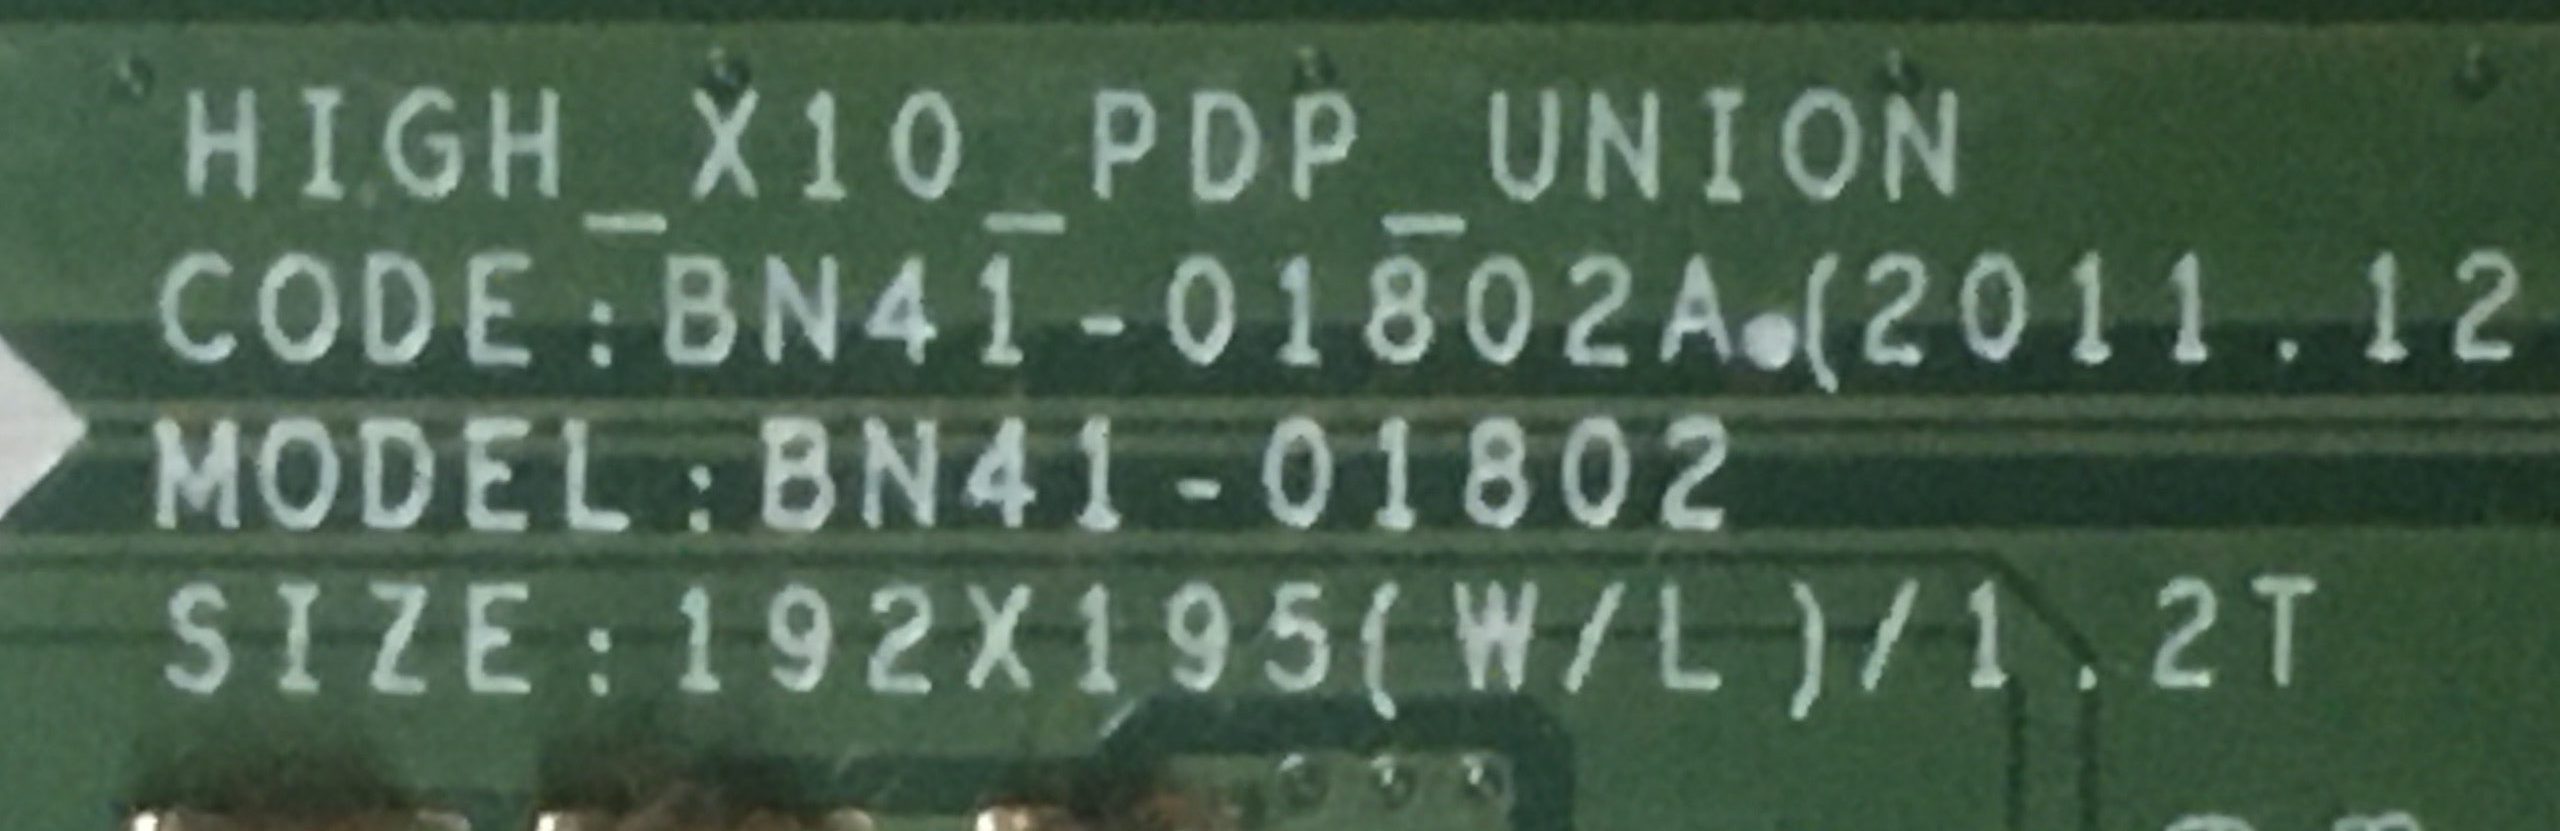 HIGH_X10_PDP_UNION
CODE:BN41-01802A.(2011.12
MODEL:BN41-01802
SIZE:192X195(W/L)/1.2T